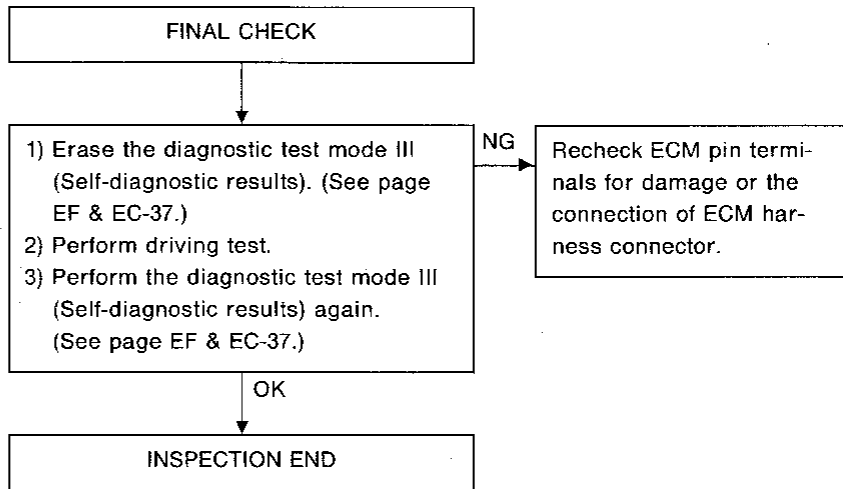 FINAL CHECK
1) Erase the diagnostic test mode III
(Self-diagnostic results). (See page
EF & EC-37.)
2) Perform driving test.
3) Perform the diagnostic test mode III
(Self-diagnostic results) again.
(See page EF & EC-37.)
NG
Recheck ECM pin termi-
nals for damage or the
connection of ECM har-
ness connector.
OK
INSPECTION END